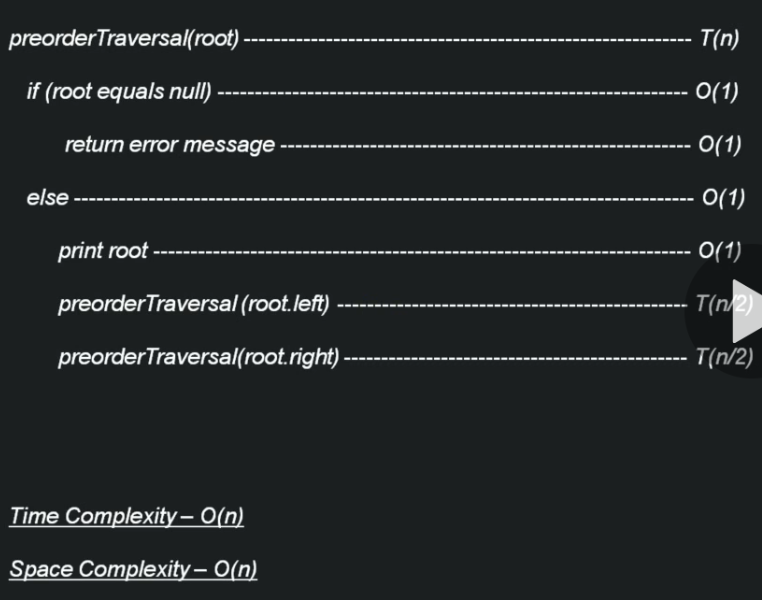 preorderTraversal(root) ------------------------------------------------------------ T(n)
if (root equals null) --------------------------------------------------------------- O(1)
return error message ------------------------------------------------------- O(1)
else ----------------------------------------------------------------------------------- O(1)
print root ------------------------------------------------------------------------ O(1)
preorderTraversal (root.left) ----------------------------------------------- T(n/2)
preorderTraversal(root.right) ---------------------------------------------- T(n/2)
Time Complexity – O(n)
Space Complexity – O(n)